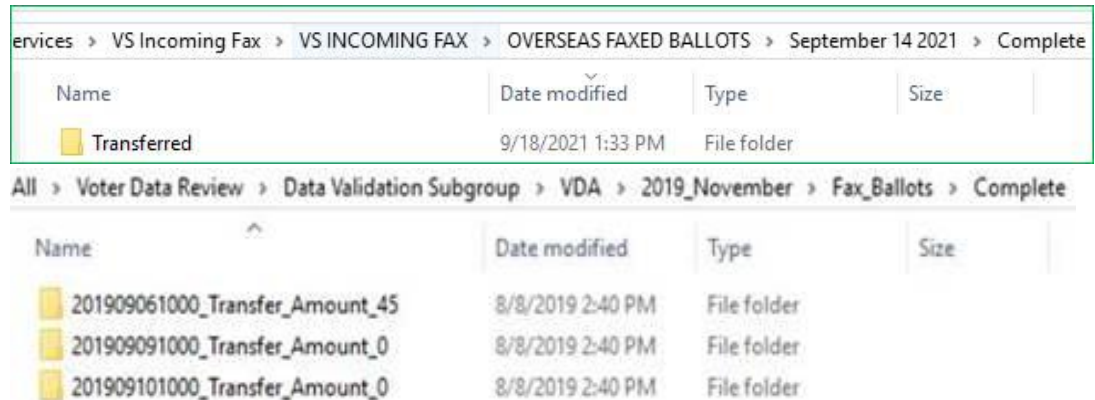 ervices > VS Incoming Fax > VS INCOMING FAX > OVERSEAS FAXED BALLOTS > September 14 2021 > Complete
Name Date modified Type Size
Transferred 9/18/2021 1:33 PM File folder
All > Voter Data Review > Data Validation Subgroup > VDA > 2019_November > Fax_Ballots > Complete
Name Date modified Type Size
201909061000_Transfer_Amount_45 8/8/2019 2:40 PM File folder
201909091000_Transfer_Amount_0 8/8/2019 2:40 PM File folder
201909101000_Transfer_Amount_0 8/8/2019 2:40 PM File folder